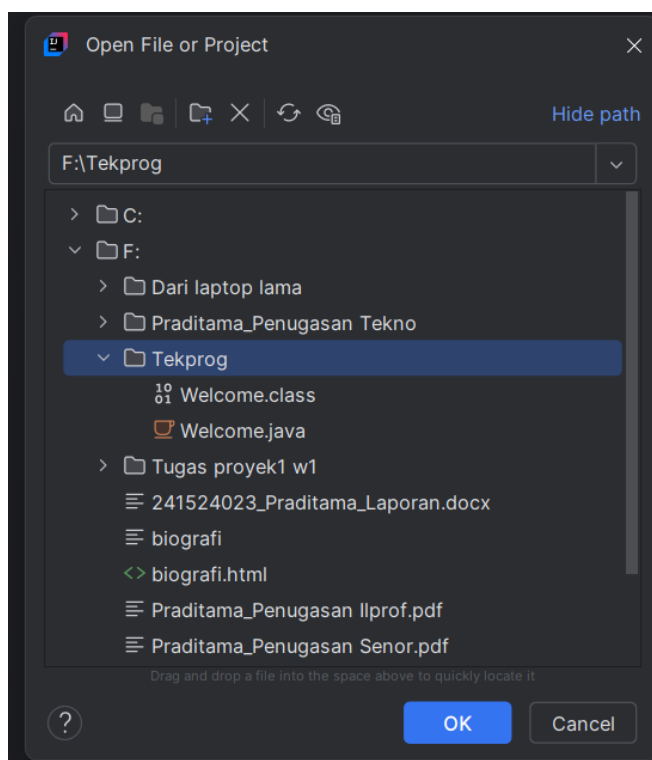 Open File or Project
Hide path
F:\Tekprog
C:
F:
Dari laptop lama
Praditama_Penugasan Tekno
Tekprog
Welcome.class
Welcome.java
Tugas proyek1 w1
241524023_Praditama_Laporan.docx
biografi
biografi.html
Praditama_Penugasan Ilprof.pdf
Praditama_Penugasan Senor.pdf
Drag and drop a file into the space above to quickly locate it
? OK Cancel